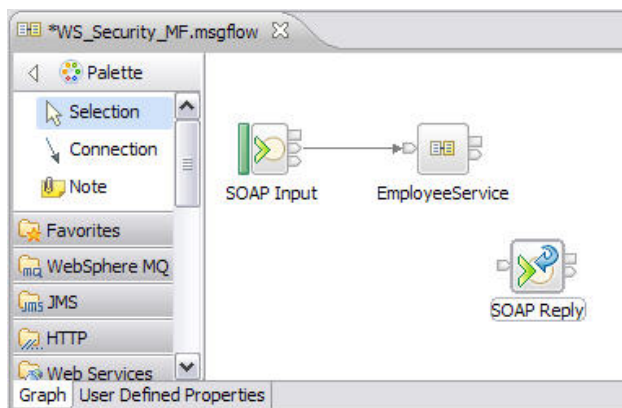 *WS_Security_MF.msgflow
Palette
Selection
Connection
Note
Favorites
WebSphere MQ
JMS
HTTP
Web Services
SOAP Input
EmployeeService
SOAP Reply
Graph
User Defined Properties